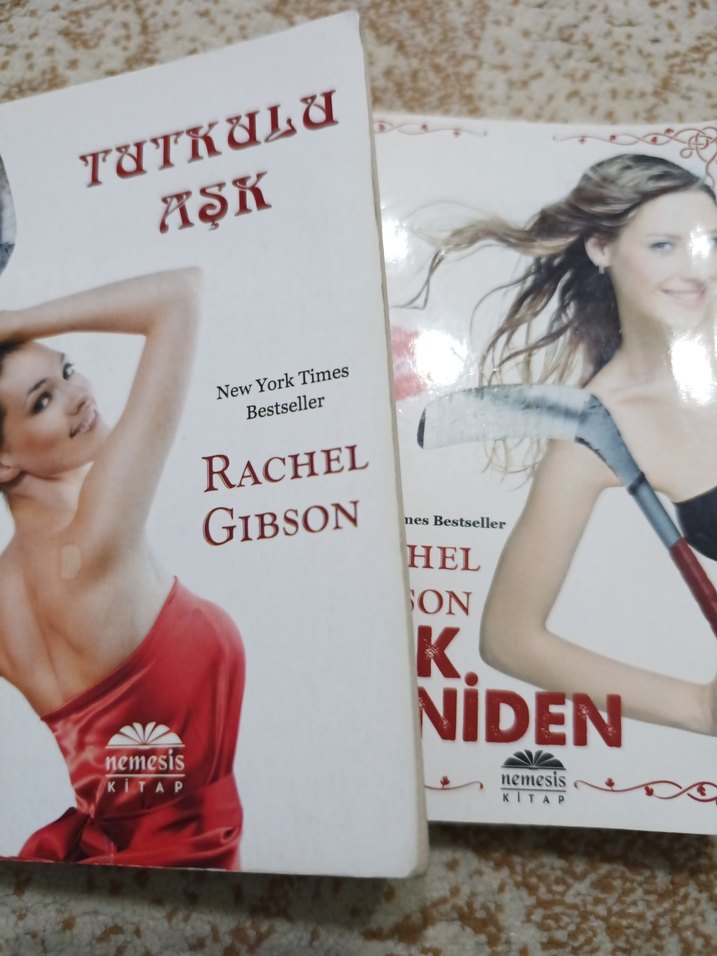 TUTKULU
AŞK
New York Times
Bestseller
RACHEL
GIBSON
nemesis
KİTAP
mes Bestseller
HEL
SON
K
NİDEN
nemesis
KİTAP